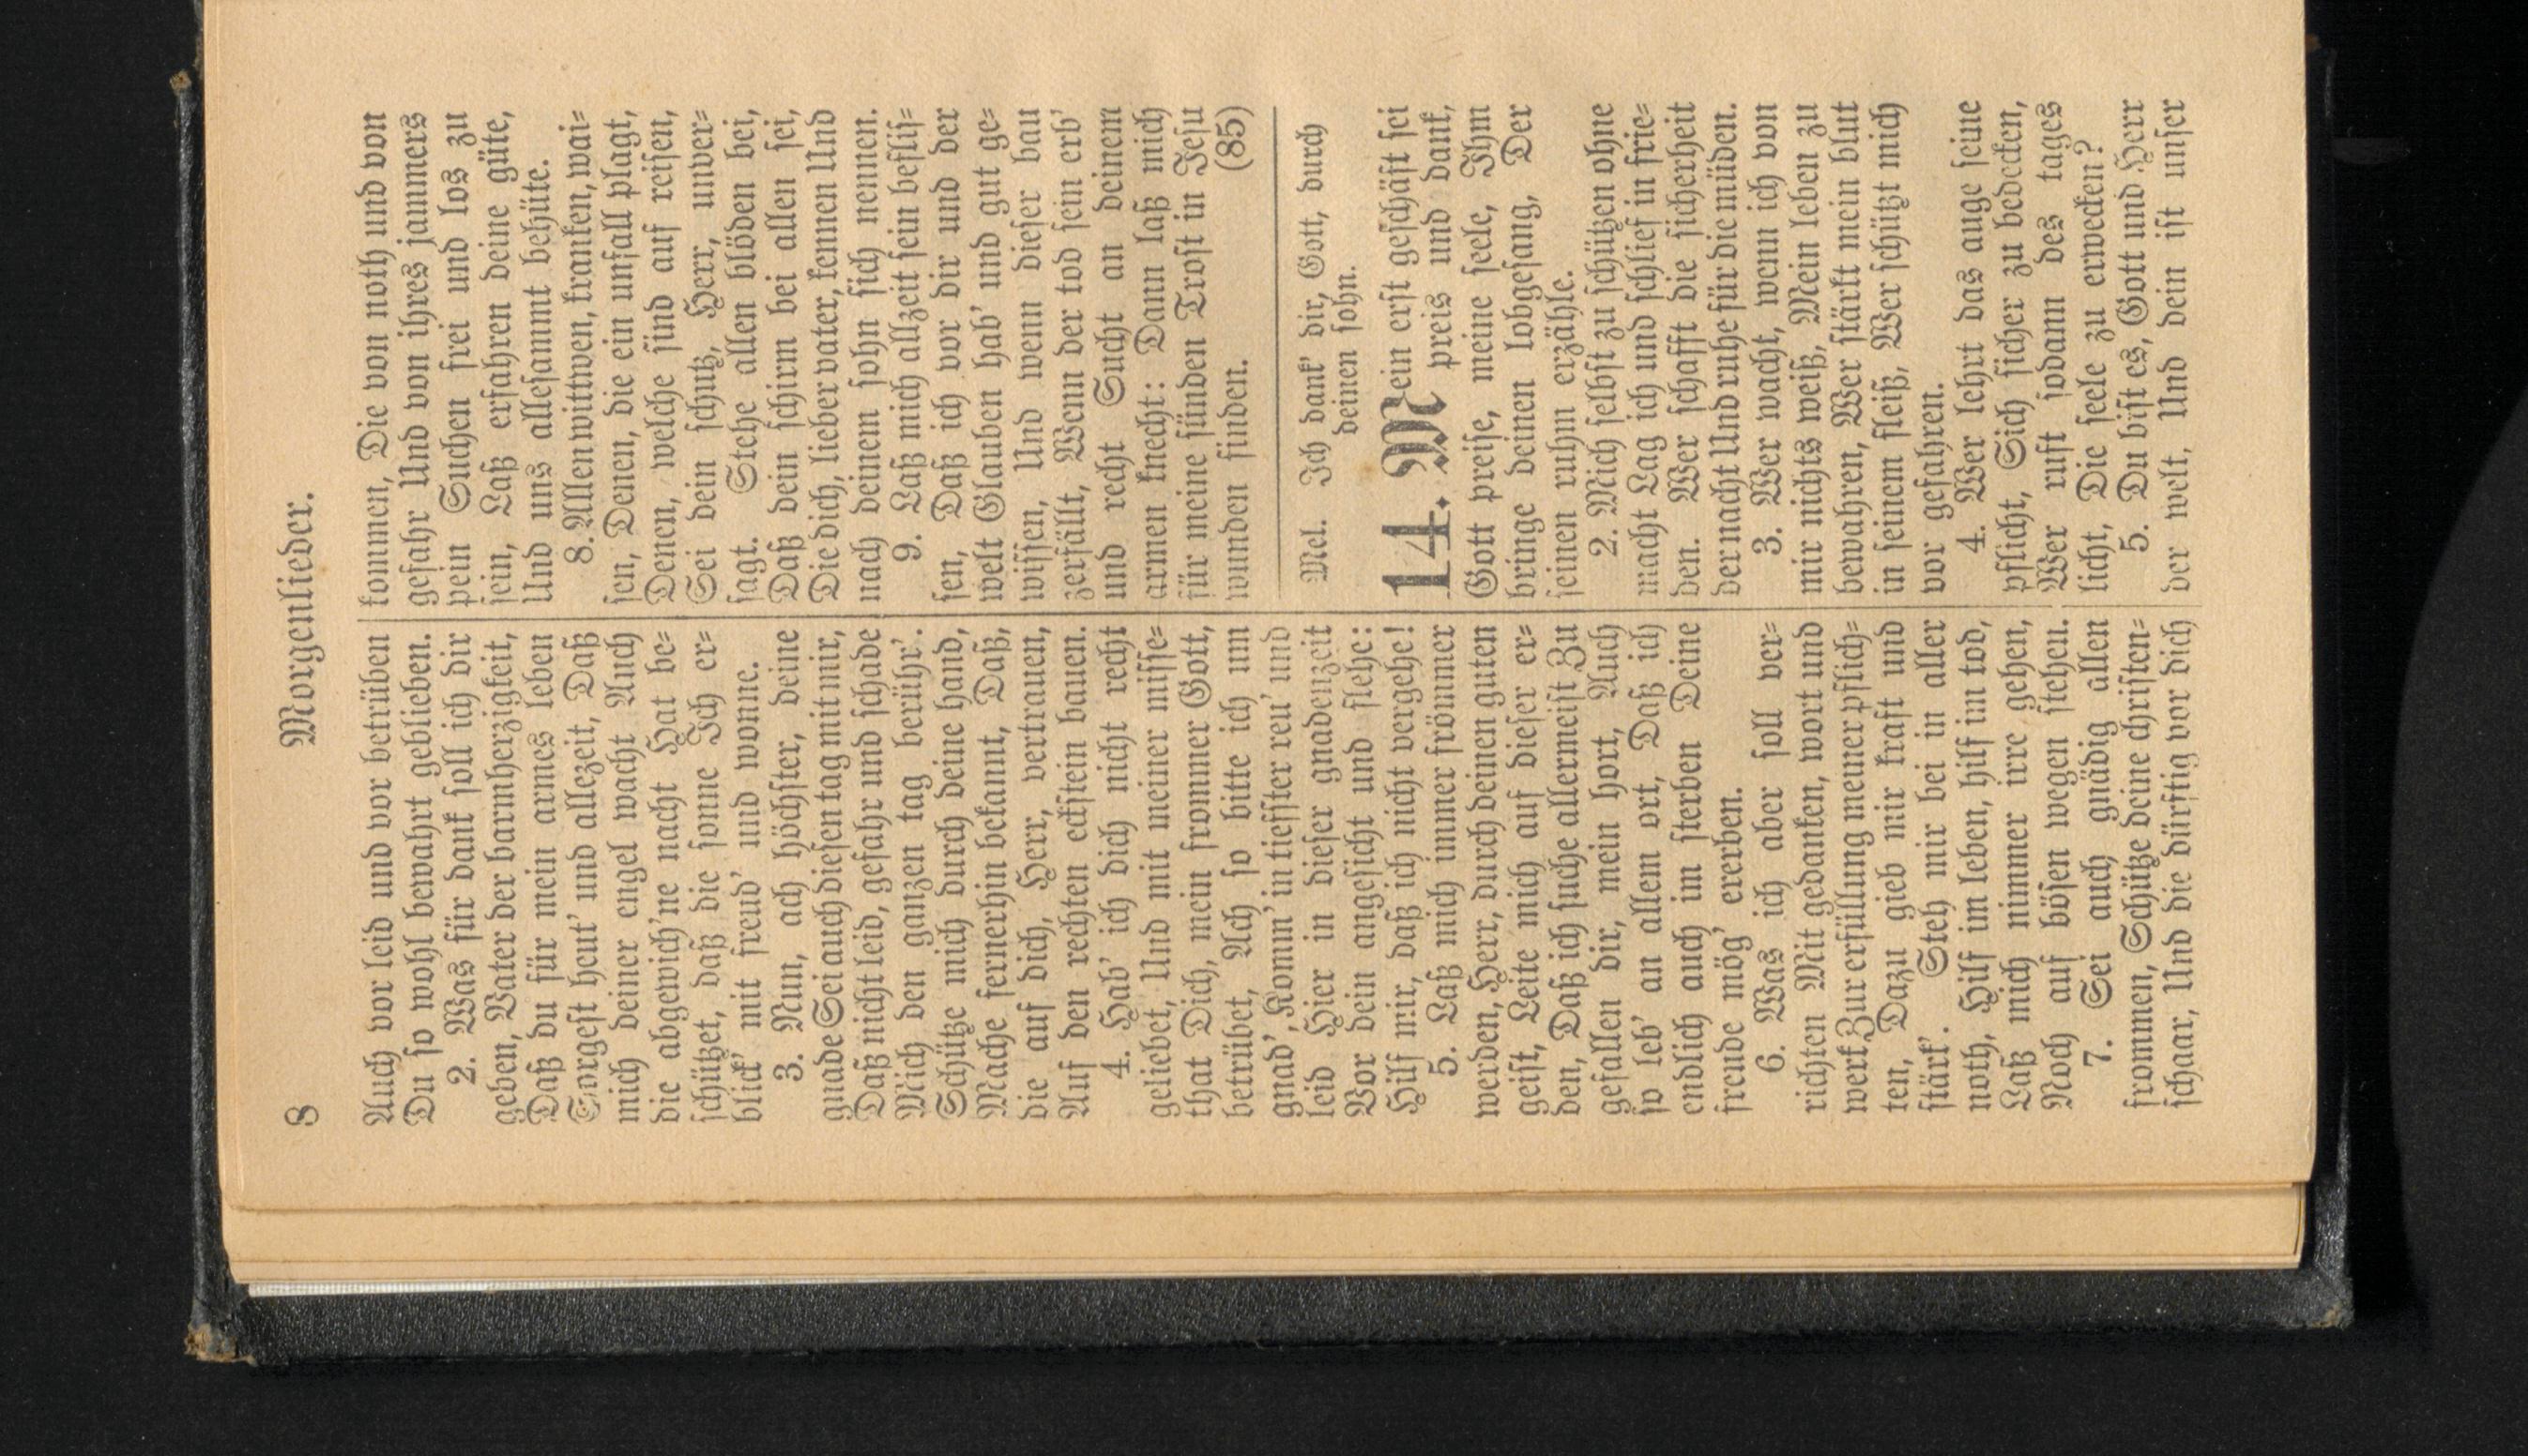 8
Morgenlieder.
Auch vor leid und vor betrüben
Du so wohl bewahrt geblieben.
2. Was für dank soll ich dir
geben, Vater der barmherzigkeit,
Daß du für mein armes leben
Sorgest heut' und allezeit, Daß
mich deiner engel wacht Auch
die abgewich'ne nacht Hat be-
schützet, daß die sonne Ich er-
blick' mit freud' und wonne.
3. Nun, ach höchster, deine
gnade Sei auch diesen tag mit mir,
Daß nicht leid, gefahr und schade
Mich den ganzen tag berühr'.
Schütze mich durch deine hand,
Mache fernerhin bekannt, Daß,
die auf dich, Herr, vertrauen,
Auf den rechten eckstein bauen.
4. Hab' ich dich nicht recht
geliebet, Und mit meiner misse-
that Dich, mein frommer Gott,
betrübet, Ach so bitte ich um
gnad', Komm' in tiefster reu' und
leid Hier in dieser gnadenzeit
Vor dein angesicht und flehe:
Hilf mir, daß ich nicht vergehe!
5. Laß mich immer frömmer
werden, Herr, durch deinen guten
geist, Leite mich auf dieser er-
den, Daß ich suche allermeist Zu
gefallen dir, mein hort, Auch
so leb' an allem ort, Daß ich
endlich auch im sterben Deine
freude mög' ererben.
6. Was ich aber soll ver-
richten Mit gedanken, wort und
werk Zur erfüllung meiner pflich-
ten, Dazu gieb mir kraft und
stärk'. Steh mir bei in aller
noth, Hilf im leben, hilf im tod,
Laß mich nimmer irre gehen,
Noch auf bösen wegen stehen.
7. Sei auch gnädig allen
frommen, Schütze deine christen-
schaar, Und die dürftig vor dich
kommen, Die von noth und von
gefahr Und von ihres jammers
pein Suchen frei und los zu
sein, Laß erfahren deine güte,
Und uns allesammt behüte.
8. Allen wittwen, kranken, wai-
sen, Denen, die ein unfall plagt,
Denen, welche sind auf reisen,
Sei dein schutz, Herr, unver-
sagt. Stehe allen blöden bei,
Daß dein schirm bei allen sei,
Die dich, lieber vater, kennen Und
nach deinem sohn sich nennen.
9. Laß mich allzeit sein befliss-
sen, Daß ich vor dir und der
welt Glauben hab' und gut ge-
wissen, Und wenn dieser bau
zerfällt, Wenn der tod sein erb'
und recht Sucht an deinem
armen knecht: Dann laß mich
für meine sünden Trost in Jesu
wunden finden. (85)
Mel. Ich dank' dir, Gott, durch
deinen sohn.
14. Mein erst geschäft sei
preis und dank,
Gott preise, meine seele, Ihm
bringe deinen lobgesang, Der
seinen ruhm erzähle.
2. Mich selbst zu schützen ohne
macht Lag ich und schlief in frie-
den. Wer schafft die sicherheit
der nacht Und ruhe für die müden.
3. Wer wacht, wenn ich von
mir nichts weiß, Mein leben zu
bewahren, Wer stärkt mein blut
in seinem fleiß, Wer schützt mich
vor gefahren.
4. Wer lehrt das auge seine
pflicht, Sich sicher zu bedecken,
Wer ruft sodann des tages
licht, Die seele zu erwecken?
5. Du bist es, Gott und Herr
der welt, Und dein ist unser